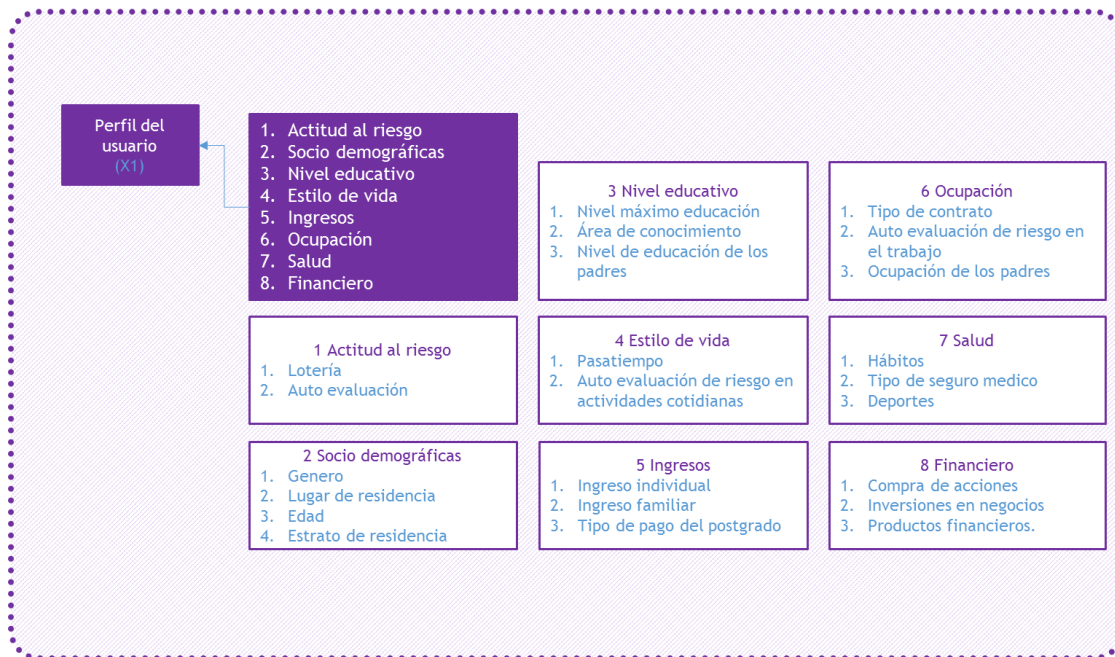 Perfil del
usuario
(X1)
1. Actitud al riesgo
2. Socio demográficas
3. Nivel educativo
4. Estilo de vida
5. Ingresos
6. Ocupación
7. Salud
8. Financiero
3 Nivel educativo
1. Nivel máximo educación
2. Área de conocimiento
3. Nivel de educación de los
padres
6 Ocupación
1. Tipo de contrato
2. Auto evaluación de riesgo en
el trabajo
3. Ocupación de los padres
1 Actitud al riesgo
1. Lotería
2. Auto evaluación
4 Estilo de vida
1. Pasatiempo
2. Auto evaluación de riesgo en
actividades cotidianas
7 Salud
1. Hábitos
2. Tipo de seguro medico
3. Deportes
2 Socio demográficas
1. Genero
2. Lugar de residencia
3. Edad
4. Estrato de residencia
5 Ingresos
1. Ingreso individual
2. Ingreso familiar
3. Tipo de pago del postgrado
8 Financiero
1. Compra de acciones
2. Inversiones en negocios
3. Productos financieros.